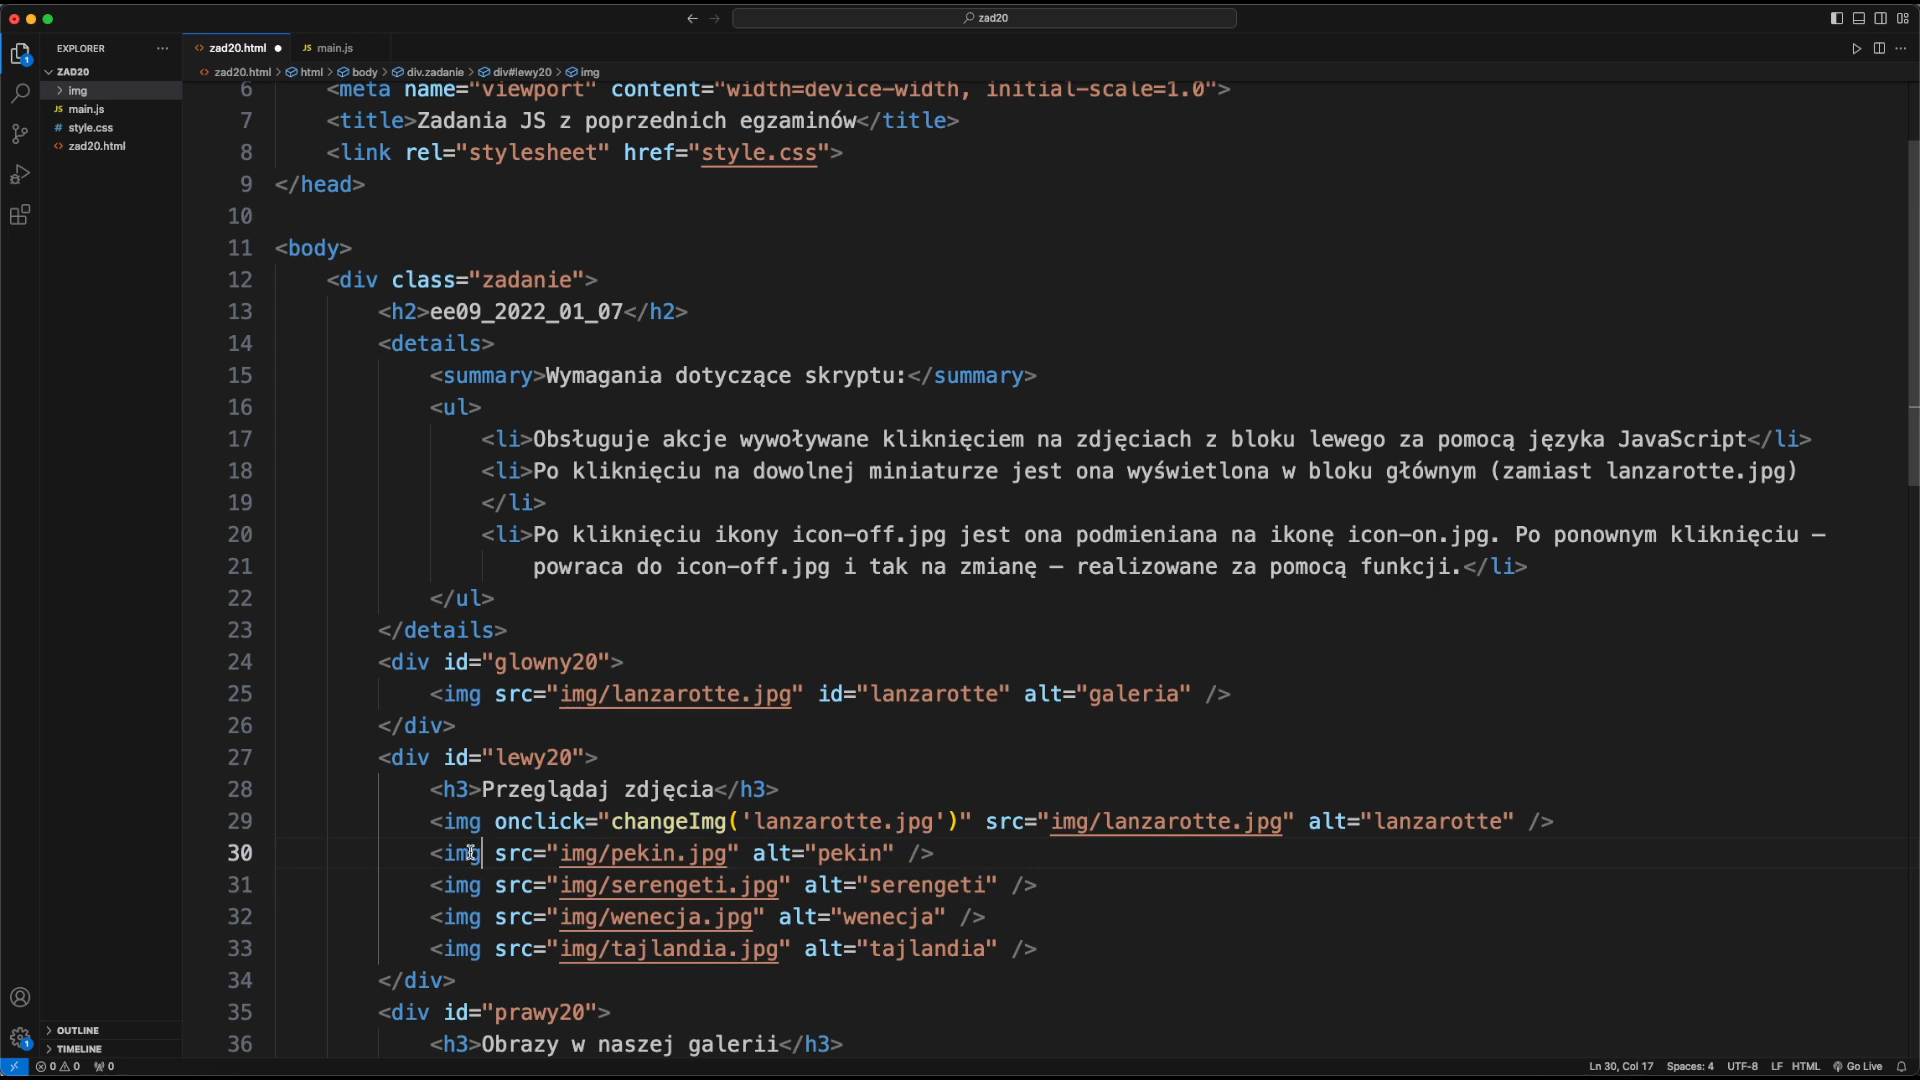 zad20
EXPLORER
zad20.html
JS main.js
ZAD20
zad20.html > html > body > div.zadanie > div#lewy20 > img
img
JS main.js
# style.css
zad20.html
6 <meta name="viewport" content="width=device-width, initial-scale=1.0">
7 <title>Zadania JS z poprzednich egzaminów</title>
8 <link rel="stylesheet" href="style.css">
9 </head>
10
11 <body>
12 <div class="zadanie">
13 <h2>ee09_2022_01_07</h2>
14 <details>
15 <summary>Wymagania dotyczące skryptu:</summary>
16 <ul>
17 <li>Obsługuje akcje wywoływane kliknięciem na zdjęciach z bloku lewego za pomocą języka JavaScript</li>
18 <li>Po kliknięciu na dowolnej miniaturze jest ona wyświetlona w bloku głównym (zamiast lanzarotte.jpg)
19 </li>
20 <li>Po kliknięciu ikony icon-off.jpg jest ona podmieniana na ikonę icon-on.jpg. Po ponownym kliknięciu –
21 powraca do icon-off.jpg i tak na zmianę – realizowane za pomocą funkcji.</li>
22 </ul>
23 </details>
24 <div id="glowny20">
25 <img src="img/lanzarotte.jpg" id="lanzarotte" alt="galeria" />
26 </div>
27 <div id="lewy20">
28 <h3>Przeglądaj zdjęcia</h3>
29 <img onclick="changeImg('lanzarotte.jpg')" src="img/lanzarotte.jpg" alt="lanzarotte" />
30 <img src="img/pekin.jpg" alt="pekin" />
31 <img src="img/serengeti.jpg" alt="serengeti" />
32 <img src="img/wenecja.jpg" alt="wenecja" />
33 <img src="img/tajlandia.jpg" alt="tajlandia" />
34 </div>
35 <div id="prawy20">
36 <h3>Obrazy w naszej galerii</h3>
OUTLINE
TIMELINE
1
1
0 0 0
Ln 30, Col 17 Spaces: 4 UTF-8 LF HTML Go Live